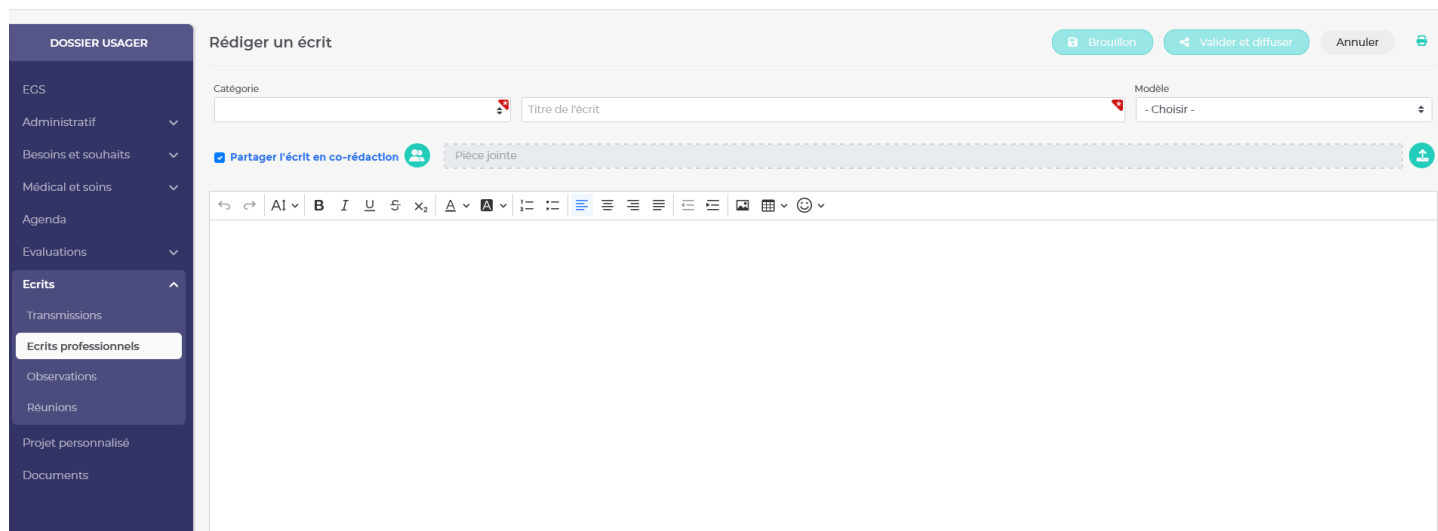 DOSSIER USAGER
EGS
Administratif
Besoins et souhaits
Médical et soins
Agenda
Evaluations
Ecrits
Transmissions
Ecrits professionnels
Observations
Réunions
Projet personnalisé
Documents
Rédiger un écrit
Brouillon
Valider et diffuser
Annuler
Catégorie
Titre de l'écrit
Modèle
- Choisir -
Partager l'écrit en co-rédaction
Pièce jointe